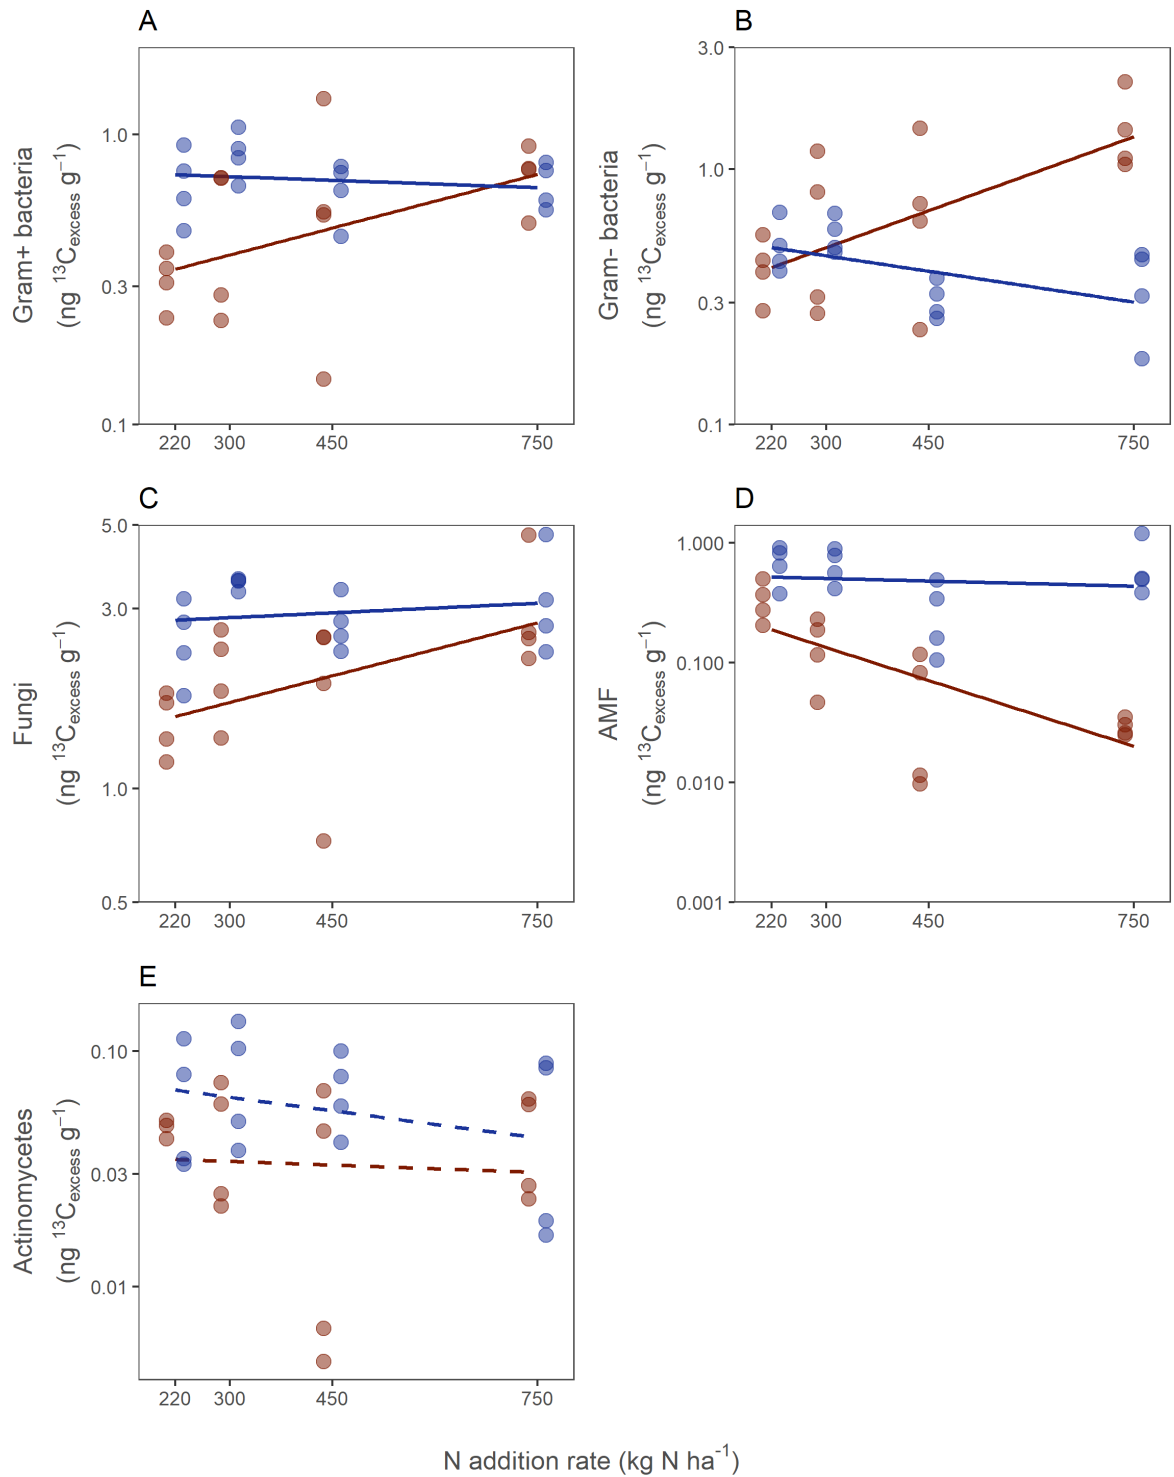 A
Gram+ bacteria
(ng ¹³Cexcess g⁻¹)
1.0
0.3
0.1
220 300 450 750
B
Gram- bacteria
(ng ¹³Cexcess g⁻¹)
3.0
1.0
0.3
0.1
220 300 450 750
C
Fungi
(ng ¹³Cexcess g⁻¹)
5.0
3.0
1.0
0.5
220 300 450 750
D
AMF
(ng ¹³Cexcess g⁻¹)
1.000
0.100
0.010
0.001
220 300 450 750
E
Actinomycetes
(ng ¹³Cexcess g⁻¹)
0.10
0.03
0.01
220 300 450 750
N addition rate (kg N ha⁻¹)